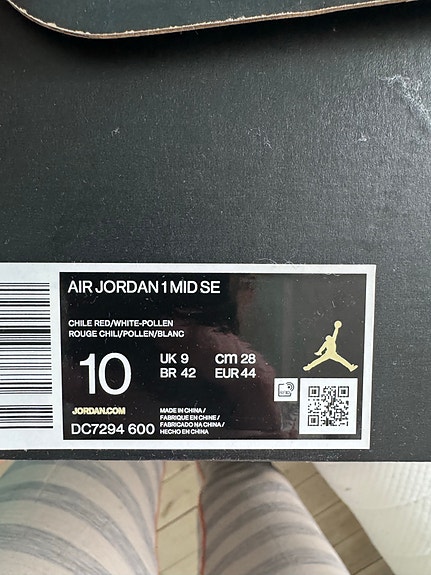 AIR JORDAN 1 MID SE
CHILE RED/WHITE-POLLEN
ROUGE CHILI/POLLEN/BLANC
10
UK 9 cm 28
BR 42 EUR 44
JORDAN.COM
DC7294 600
MADE IN CHINA /
FABRIQUE EN CHINE /
FABRICADO NA CHINA /
HECHO EN CHINA